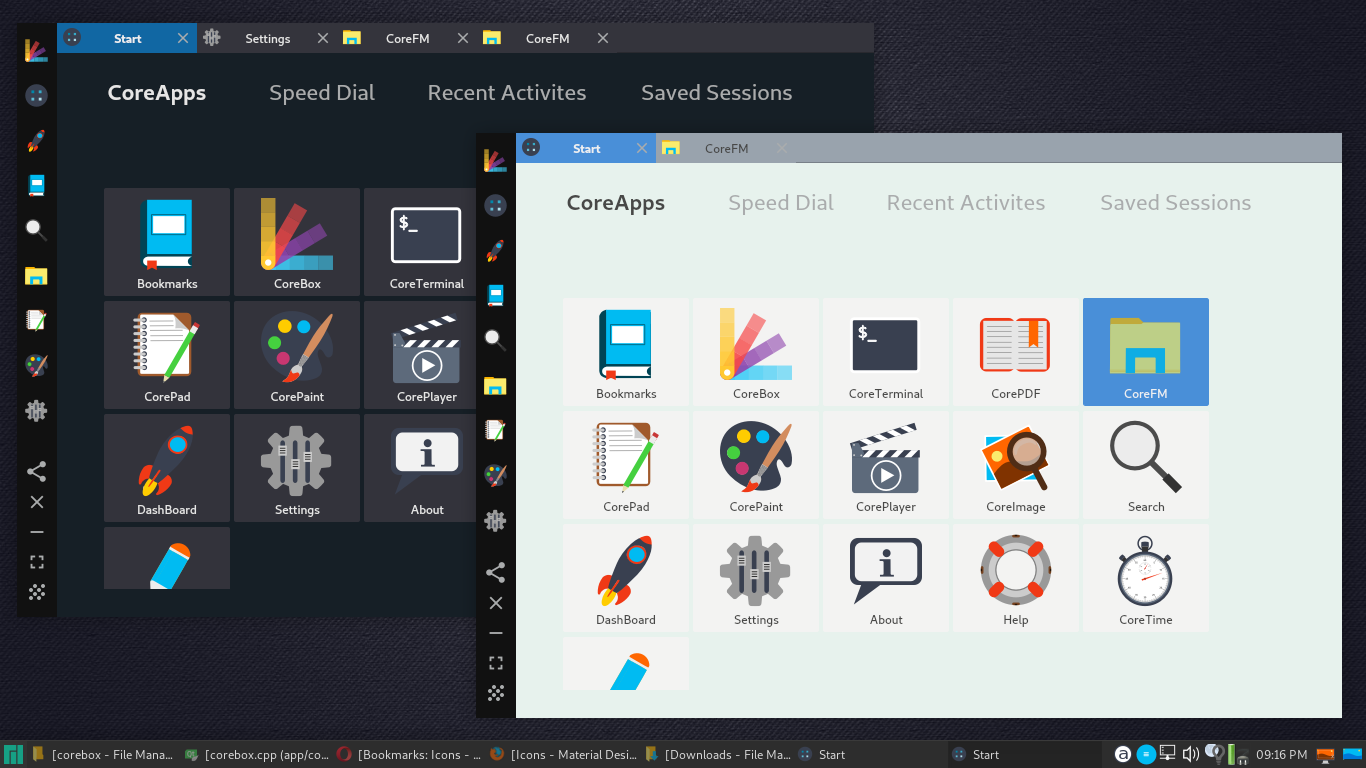 Start Settings CoreFM CoreFM
CoreApps Speed Dial Recent Activites Saved Sessions
Bookmarks CoreBox CoreTerminal
$_
CorePad CorePaint CorePlayer
DashBoard Settings About
Start CoreFM
CoreApps Speed Dial Recent Activites Saved Sessions
$_
Bookmarks CoreBox CoreTerminal CorePDF CoreFM
CorePad CorePaint CorePlayer CoreImage Search
DashBoard Settings About Help CoreTime
[corebox - File Mana... [corebox.cpp (app/co... [Bookmarks: Icons - ... [Icons - Material Desi... [Downloads - File Ma... Start Start a 09:16 PM